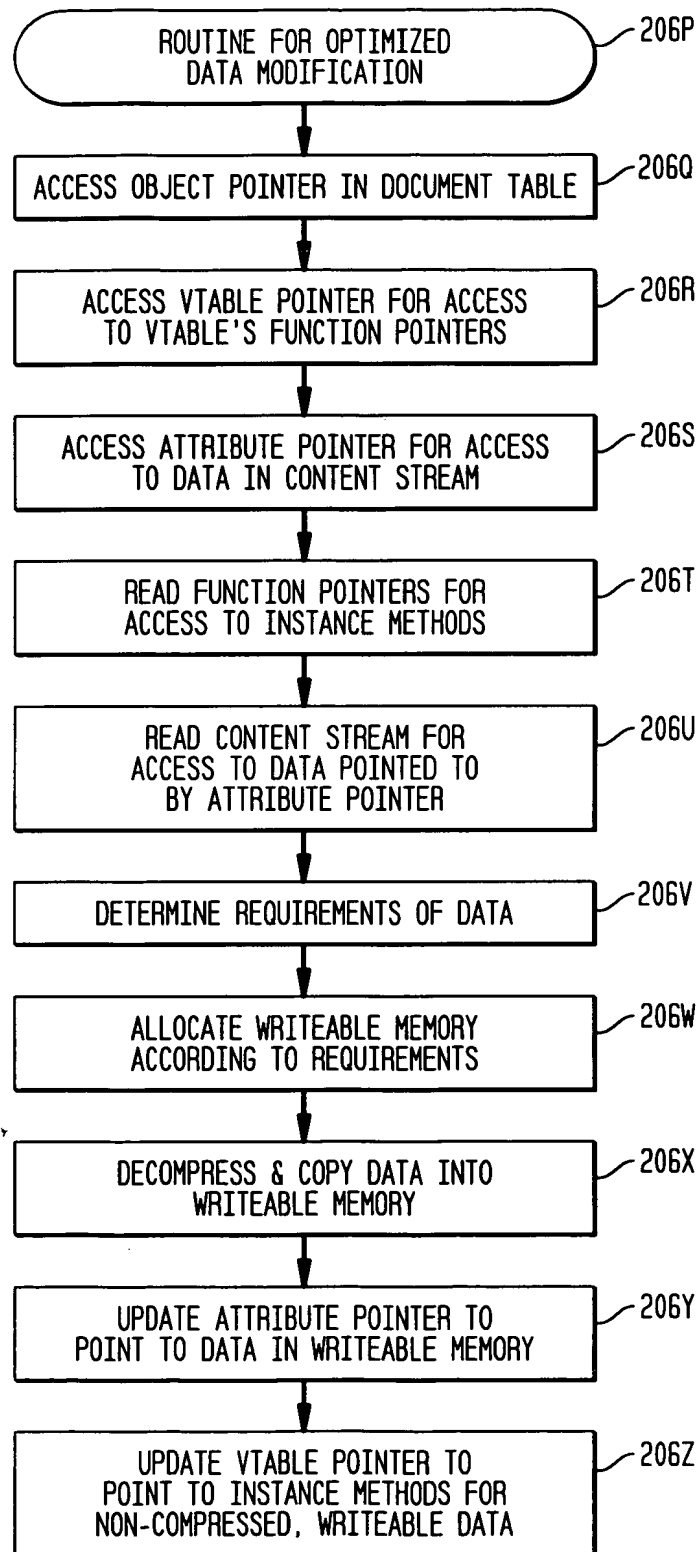 ROUTINE FOR OPTIMIZED
DATA MODIFICATION
206P
ACCESS OBJECT POINTER IN DOCUMENT TABLE
206Q
ACCESS VTABLE POINTER FOR ACCESS
TO VTABLE'S FUNCTION POINTERS
206R
ACCESS ATTRIBUTE POINTER FOR ACCESS
TO DATA IN CONTENT STREAM
206S
READ FUNCTION POINTERS FOR
ACCESS TO INSTANCE METHODS
206T
READ CONTENT STREAM FOR
ACCESS TO DATA POINTED TO
BY ATTRIBUTE POINTER
206U
DETERMINE REQUIREMENTS OF DATA
206V
ALLOCATE WRITEABLE MEMORY
ACCORDING TO REQUIREMENTS
206W
DECOMPRESS & COPY DATA INTO
WRITEABLE MEMORY
206X
UPDATE ATTRIBUTE POINTER TO
POINT TO DATA IN WRITEABLE MEMORY
206Y
UPDATE VTABLE POINTER TO
POINT TO INSTANCE METHODS FOR
NON-COMPRESSED, WRITEABLE DATA
206Z